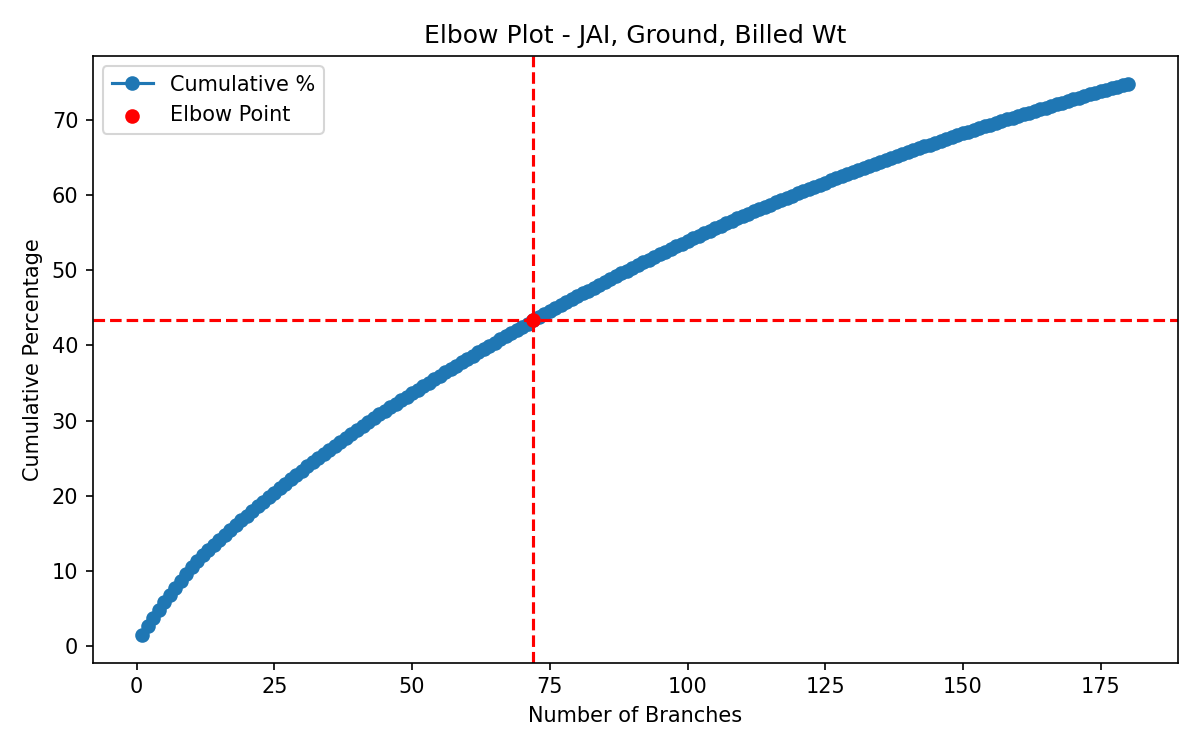 Elbow Plot - JAI, Ground, Billed Wt
Cumulative %
Elbow Point
Cumulative Percentage
70
60
50
40
30
20
10
0
0 25 50 75 100 125 150 175
Number of Branches